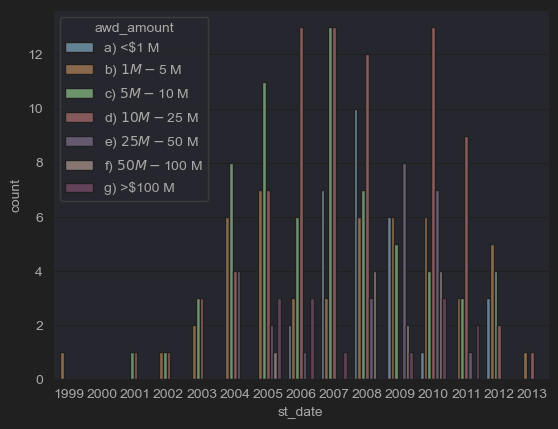 awd_amount
a) <$1 M
b) 1M − 5 M
c) 5M − 10 M
d) 10M − 25 M
e) 25M − 50 M
f) 50M − 100 M
g) >$100 M
count
12
10
8
6
4
2
0
1999 2000 2001 2002 2003 2004 2005 2006 2007 2008 2009 2010 2011 2012 2013
st_date